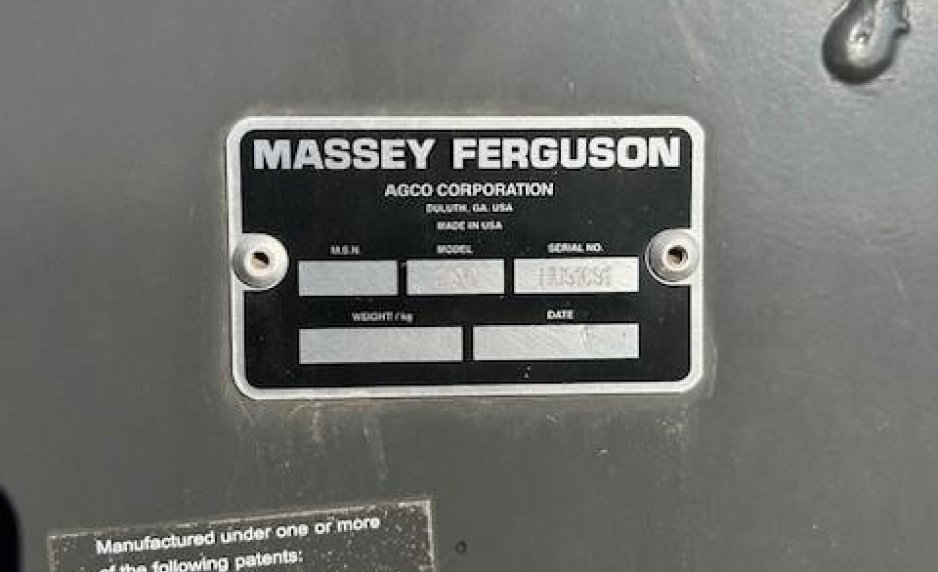 MASSEY FERGUSON
AGCO CORPORATION
DULUTH, GA. USA
MADE IN USA
M.S.N. MODEL SERIAL NO.
WEIGHT / kg DATE
Manufactured under one or more
of the following patents: